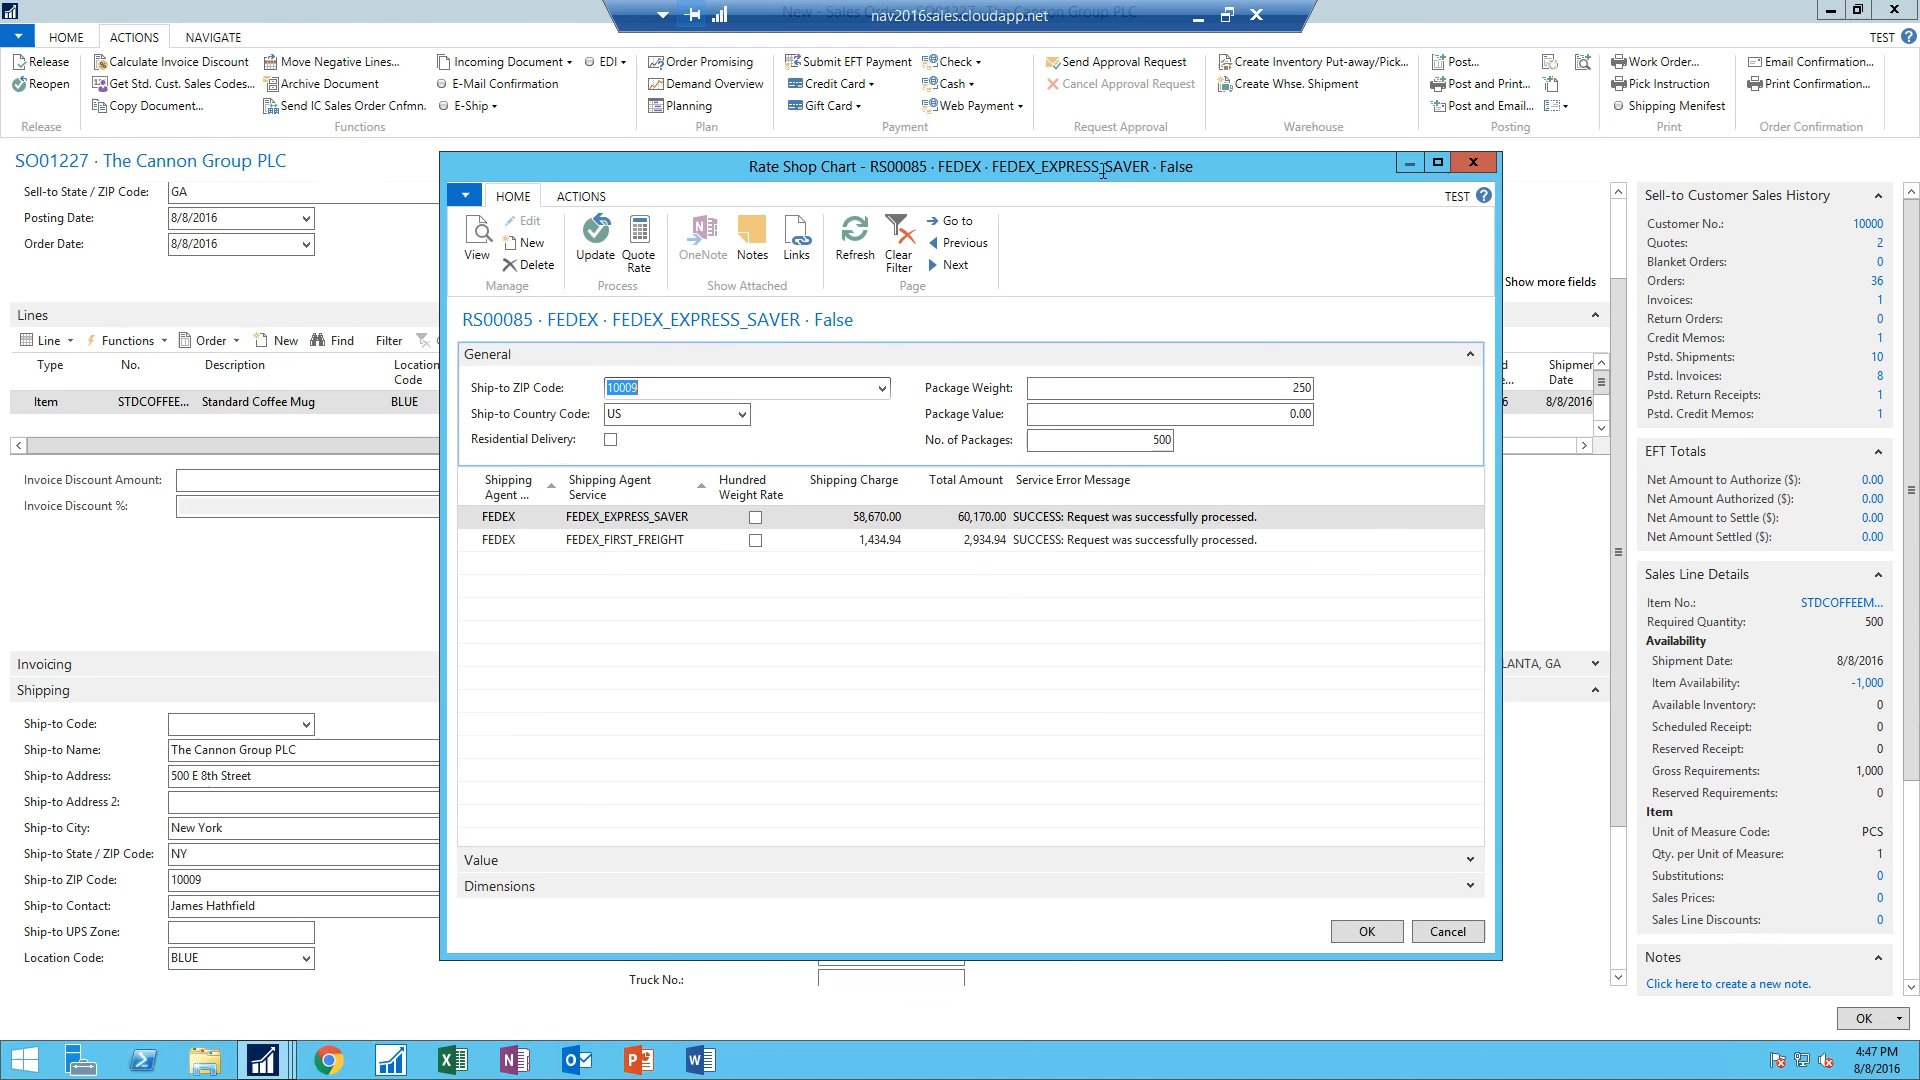 New - Sales Order - SO01227 · The Cannon Group PLC
nav2016sales.cloudapp.net
HOME ACTIONS NAVIGATE TEST
Release Calculate Invoice Discount Move Negative Lines... Incoming Document EDI Order Promising Submit EFT Payment Check Send Approval Request Create Inventory Put-away/Pick... Post... Work Order... Email Confirmation...
Reopen Get Std. Cust. Sales Codes... Archive Document E-Mail Confirmation Demand Overview Credit Card Cash Cancel Approval Request Create Whse. Shipment Post and Print... Pick Instruction Print Confirmation...
Copy Document... Send IC Sales Order Cnfmn. E-Ship Planning Gift Card Web Payment Post and Email... Shipping Menifest
Release Functions Plan Payment Request Approval Warehouse Posting Print Order Confirmation
SO01227 · The Cannon Group PLC
Sell-to State / ZIP Code: GA
Posting Date: 8/8/2016
Order Date: 8/8/2016
Show more fields
Lines
Line Functions Order New Find Filter
Type No. Description Location Code
Shipmer Date
Item STDCOFFEE... Standard Coffee Mug BLUE 8/8/2016
Invoice Discount Amount:
Invoice Discount %:
Invoicing
LANTA, GA
Shipping
Ship-to Code:
Ship-to Name: The Cannon Group PLC
Ship-to Address: 500 E 8th Street
Ship-to Address 2:
Ship-to City: New York
Ship-to State / ZIP Code: NY
Ship-to ZIP Code: 10009
Ship-to Contact: James Hathfield
Ship-to UPS Zone:
Location Code: BLUE
Truck No.:
Rate Shop Chart - RS00085 · FEDEX · FEDEX_EXPRESS_SAVER · False
HOME ACTIONS TEST
View Edit New Delete Update Quote Rate OneNote Notes Links Refresh Clear Filter Go to Previous Next
Manage Process Show Attached Page
RS00085 · FEDEX · FEDEX_EXPRESS_SAVER · False
General
Ship-to ZIP Code: 10009 Package Weight: 250
Ship-to Country Code: US Package Value: 0.00
Residential Delivery: No. of Packages: 500
Shipping Agent ... Shipping Agent Service Hundred Weight Rate Shipping Charge Total Amount Service Error Message
FEDEX FEDEX_EXPRESS_SAVER 58,670.00 60,170.00 SUCCESS: Request was successfully processed.
FEDEX FEDEX_FIRST_FREIGHT 1,434.94 2,934.94 SUCCESS: Request was successfully processed.
Value
Dimensions
OK Cancel
Sell-to Customer Sales History
Customer No.: 10000
Quotes: 2
Blanket Orders: 0
Orders: 36
Invoices: 1
Return Orders: 0
Credit Memos: 1
Pstd. Shipments: 10
Pstd. Invoices: 8
Pstd. Return Receipts: 1
Pstd. Credit Memos: 1
EFT Totals
Net Amount to Authorize ($): 0.00
Net Amount Authorized ($): 0.00
Net Amount to Settle ($): 0.00
Net Amount Settled ($): 0.00
Sales Line Details
Item No.: STDCOFFEEM...
Required Quantity: 500
Availability
Shipment Date: 8/8/2016
Item Availability: -1,000
Available Inventory: 0
Scheduled Receipt: 0
Reserved Receipt: 0
Gross Requirements: 1,000
Reserved Requirements: 0
Item
Unit of Measure Code: PCS
Qty. per Unit of Measure: 1
Substitutions: 0
Sales Prices: 0
Sales Line Discounts: 0
Notes
Click here to create a new note.
OK
4:47 PM
8/8/2016